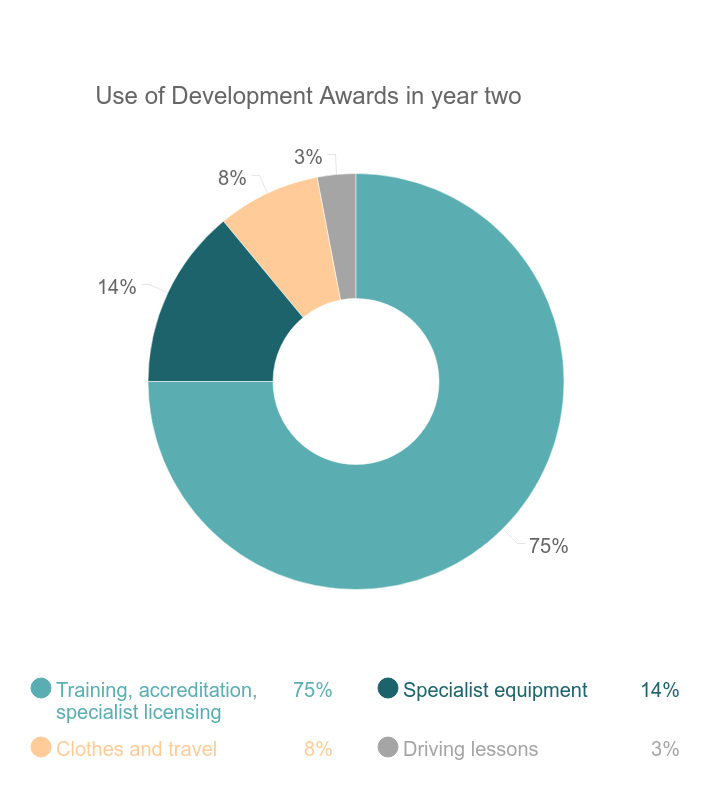 Use of Development Awards in year two
3%
8%
14%
75%
Training, accreditation, 75%
specialist licensing
Specialist equipment 14%
Clothes and travel 8%
Driving lessons 3%